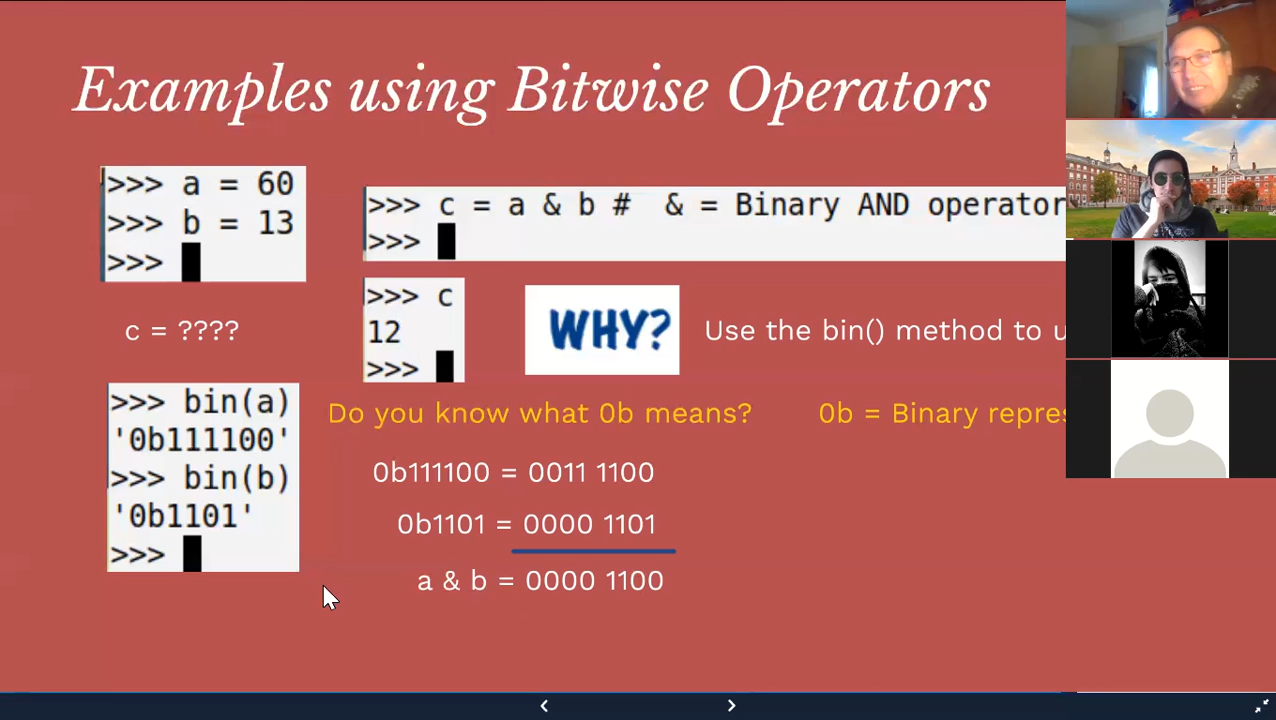 Examples using Bitwise Operators
>>> a = 60
>>> b = 13
>>>
>>> c = a & b # & = Binary AND operator
>>>
c = ????
>>> c
12
>>>
WHY?
Use the bin() method to u
>>> bin(a)
'0b111100'
>>> bin(b)
'0b1101'
>>>
Do you know what 0b means?
0b = Binary repres
0b111100 = 0011 1100
0b1101 = 0000 1101
a & b = 0000 1100